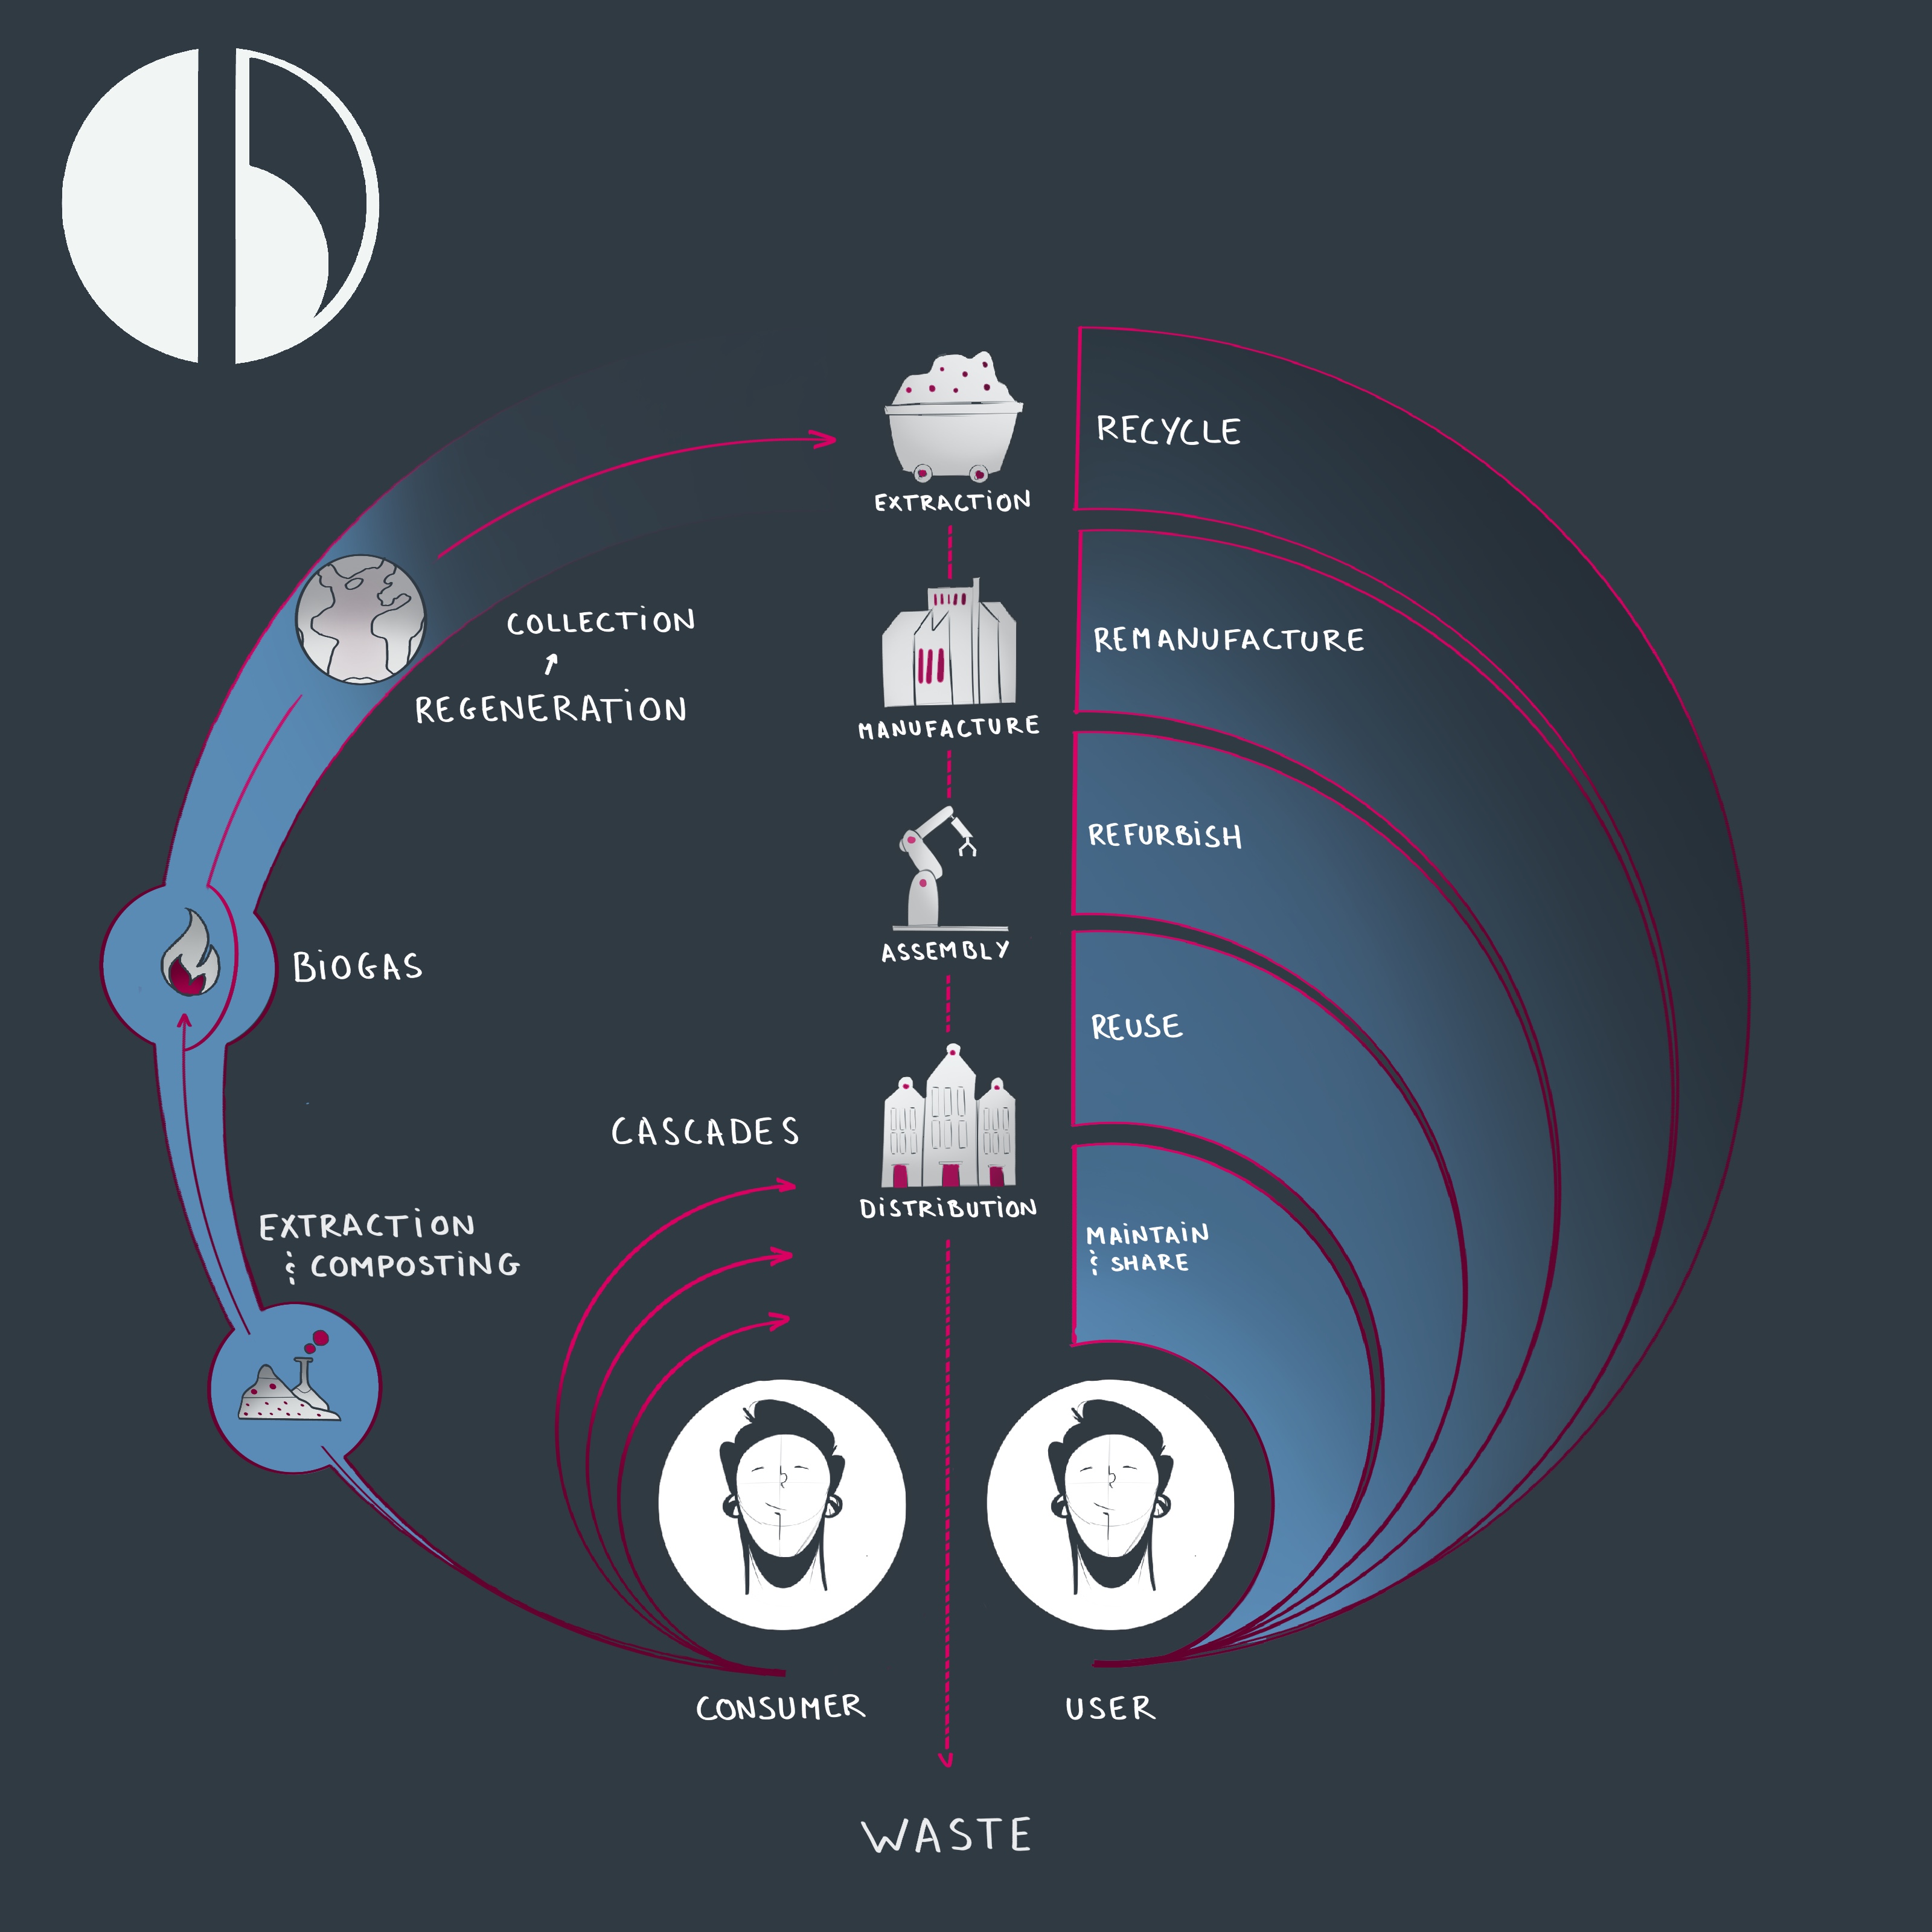 EXTRACTION
RECYCLE
COLLECTION
REGENERATION
MANUFACTURE
REMANUFACTURE
ASSEMBLY
REFURBISH
BIOGAS
REUSE
CASCADES
DISTRIBUTION
MAINTAIN
& SHARE
EXTRACTION
& COMPOSTING
CONSUMER
USER
WASTE